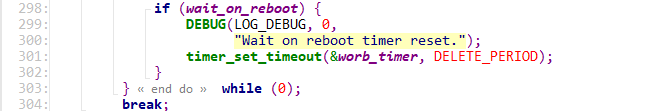 298: if (wait_on_reboot) {
299: DEBUG(LOG_DEBUG, 0,
300: "Wait on reboot timer reset.");
301: timer_set_timeout(&worb_timer, DELETE_PERIOD);
302: }
303: } « end do » while (0);
304: break;